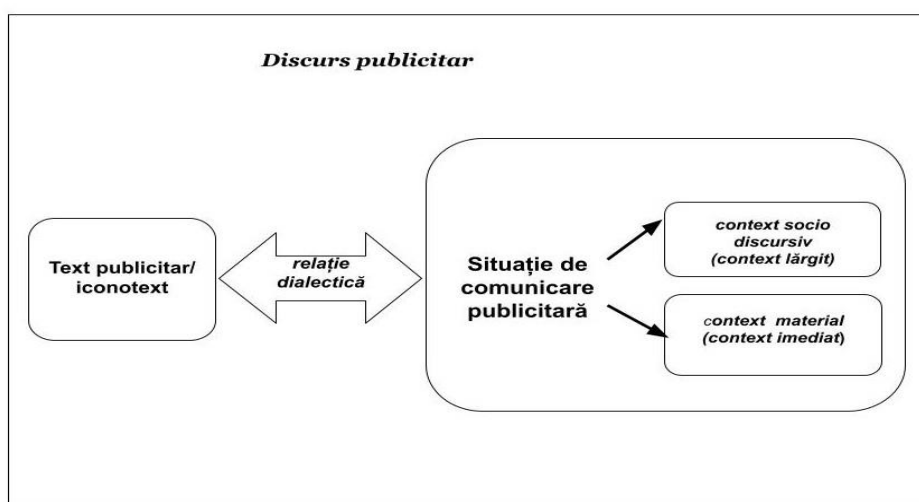 Discurs publicitar
Text publicitar/
iconotext
relație
dialectică
Situație de
comunicare
publicitară
context socio
discursiv
(context lărgit)
context material
(context imediat)